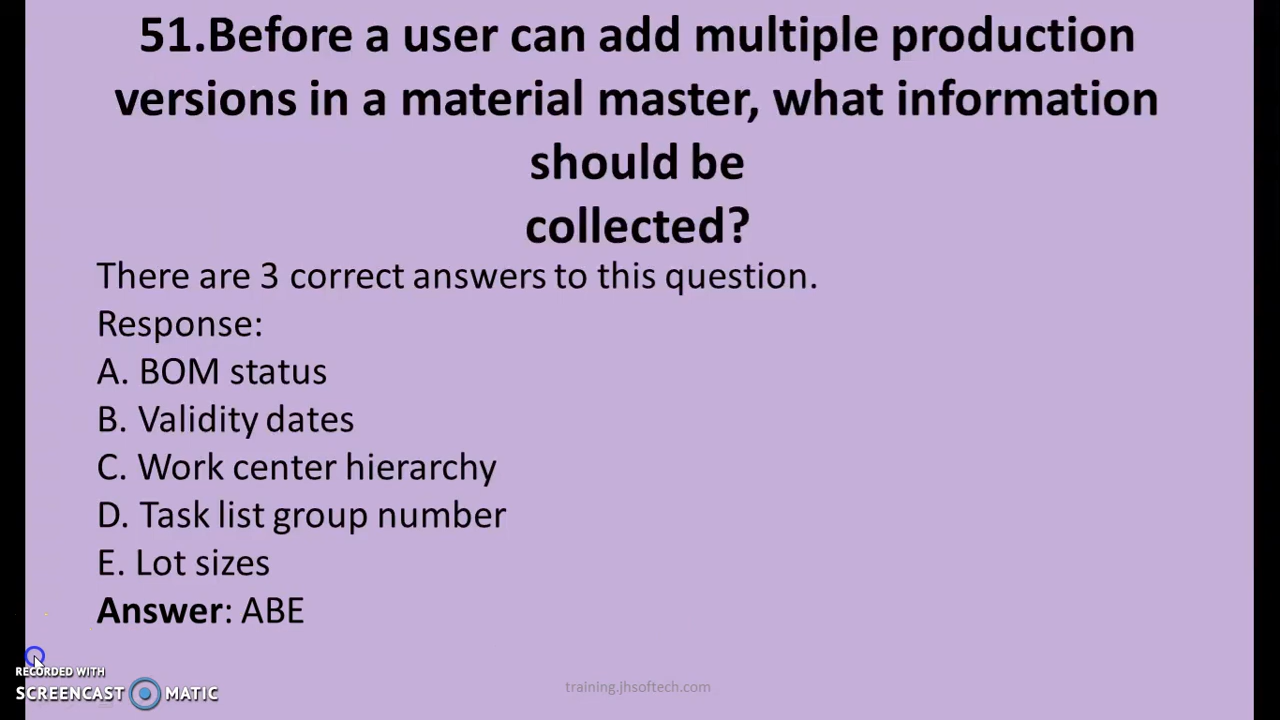 51.Before a user can add multiple production
versions in a material master, what information
should be
collected?
There are 3 correct answers to this question.
Response:
A. BOM status
B. Validity dates
C. Work center hierarchy
D. Task list group number
E. Lot sizes
Answer: ABE
RECORDED WITH
SCREENCAST MATIC
training.jhsoftech.com